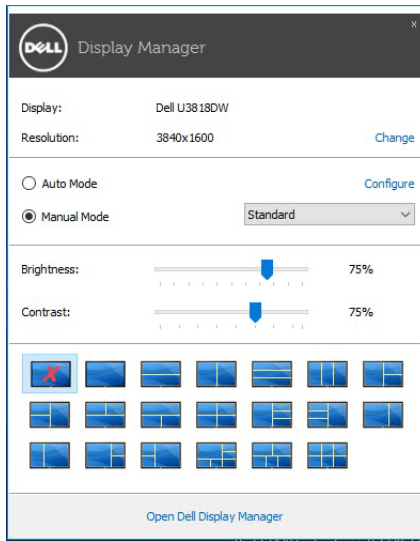 x
DELL Display Manager
Display: Dell U3818DW
Resolution: 3840x1600 Change
Auto Mode Configure
Manual Mode Standard
Brightness: 75%
Contrast: 75%
Open Dell Display Manager